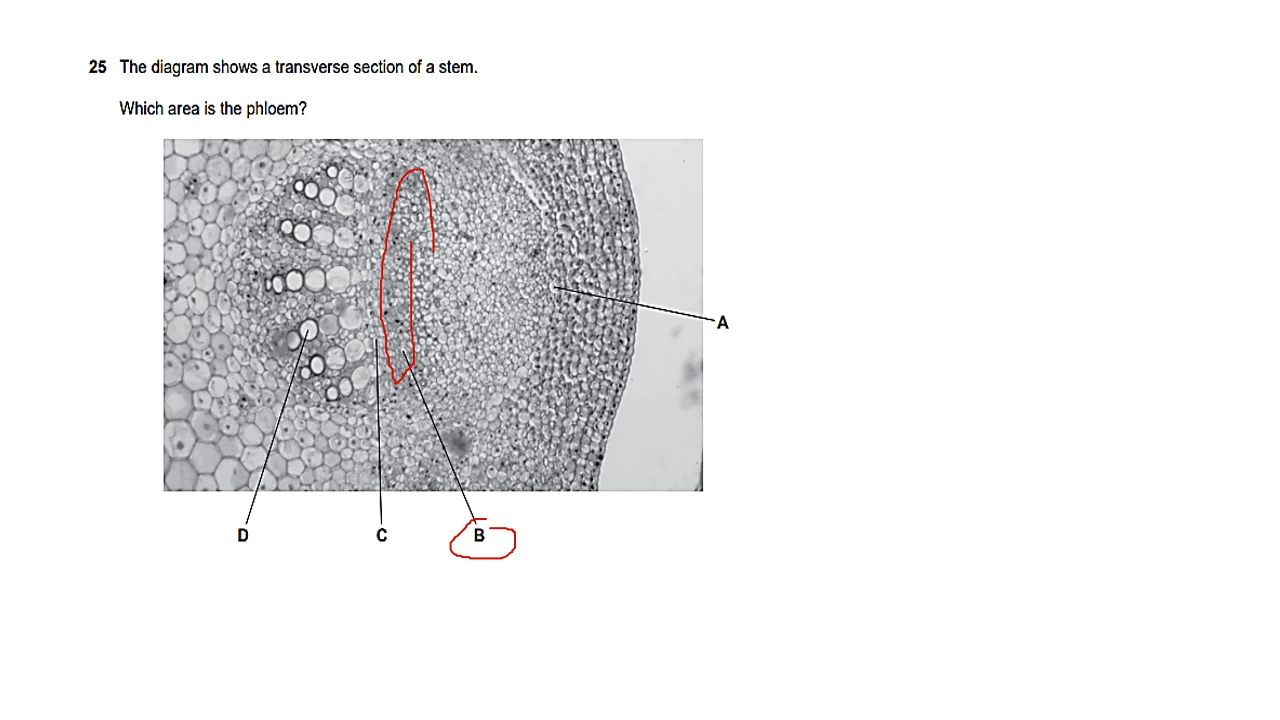 25 The diagram shows a transverse section of a stem.
Which area is the phloem?
A
D
C
B